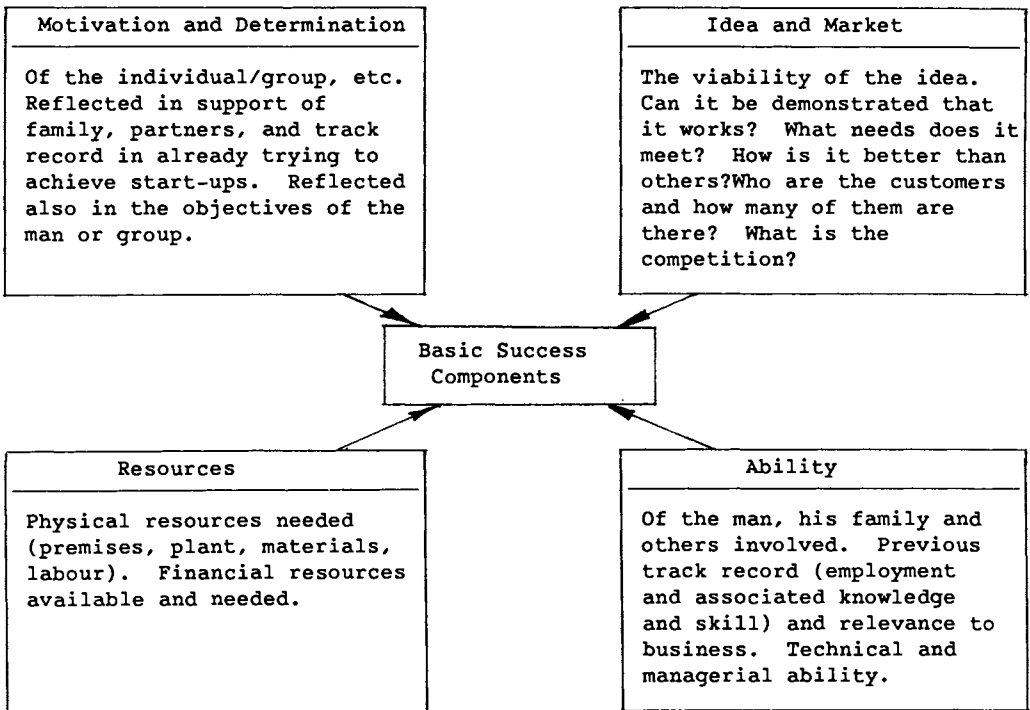 Motivation and Determination
Of the individual/group, etc.
Reflected in support of
family, partners, and track
record in already trying to
achieve start-ups. Reflected
also in the objectives of the
man or group.
Idea and Market
The viability of the idea.
Can it be demonstrated that
it works? What needs does it
meet? How is it better than
others?Who are the customers
and how many of them are
there? What is the
competition?
Basic Success
Components
Resources
Physical resources needed
(premises, plant, materials,
labour). Financial resources
available and needed.
Ability
Of the man, his family and
others involved. Previous
track record (employment
and associated knowledge
and skill) and relevance to
business. Technical and
managerial ability.